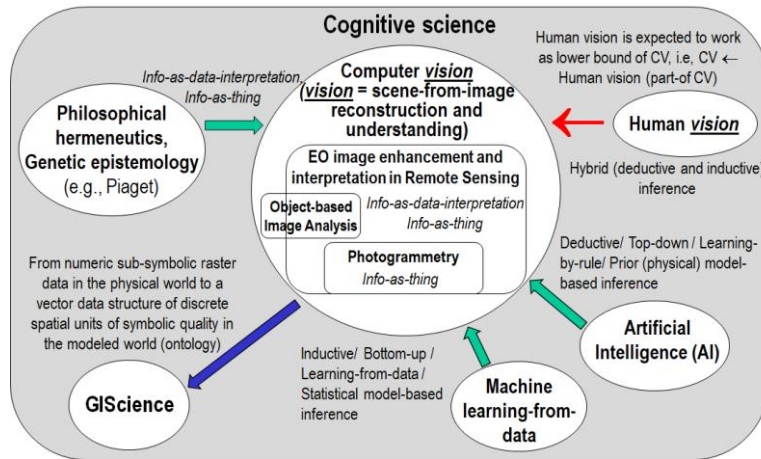 Cognitive science
Info-as-data-interpretation,
Info-as-thing
Philosophical
hermeneutics,
Genetic epistemology
(e.g., Piaget)
Computer vision
(vision = scene-from-image
reconstruction and
understanding)
EO image enhancement and
interpretation in Remote Sensing
Object-based
Image Analysis
Info-as-data-interpretation
Info-as-thing
Photogrammetry
Info-as-thing
Human vision is expected to work
as lower bound of CV, i.e, CV ←
Human vision (part-of CV)
Human vision
Hybrid (deductive and inductive)
inference
Deductive/ Top-down / Learning-
by-rule/ Prior (physical) model-
based inference
Artificial
Intelligence (AI)
From numeric sub-symbolic raster
data in the physical world to a
vector data structure of discrete
spatial units of symbolic quality in
the modeled world (ontology)
GIScience
Inductive/ Bottom-up /
Learning-from-data /
Statistical model-based
inference
Machine
learning-from-
data